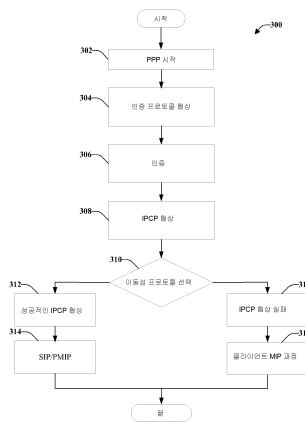 시작
300
302
PPP 시작
304
인증 프로토콜 협상
306
인증
308
IPCP 협상
310
이동성 프로토콜 선택
312
성공적인 IPCP 협상
IPCP 협상 실패
314
SIP/PMIP
클라이언트 MIP 과정
끝